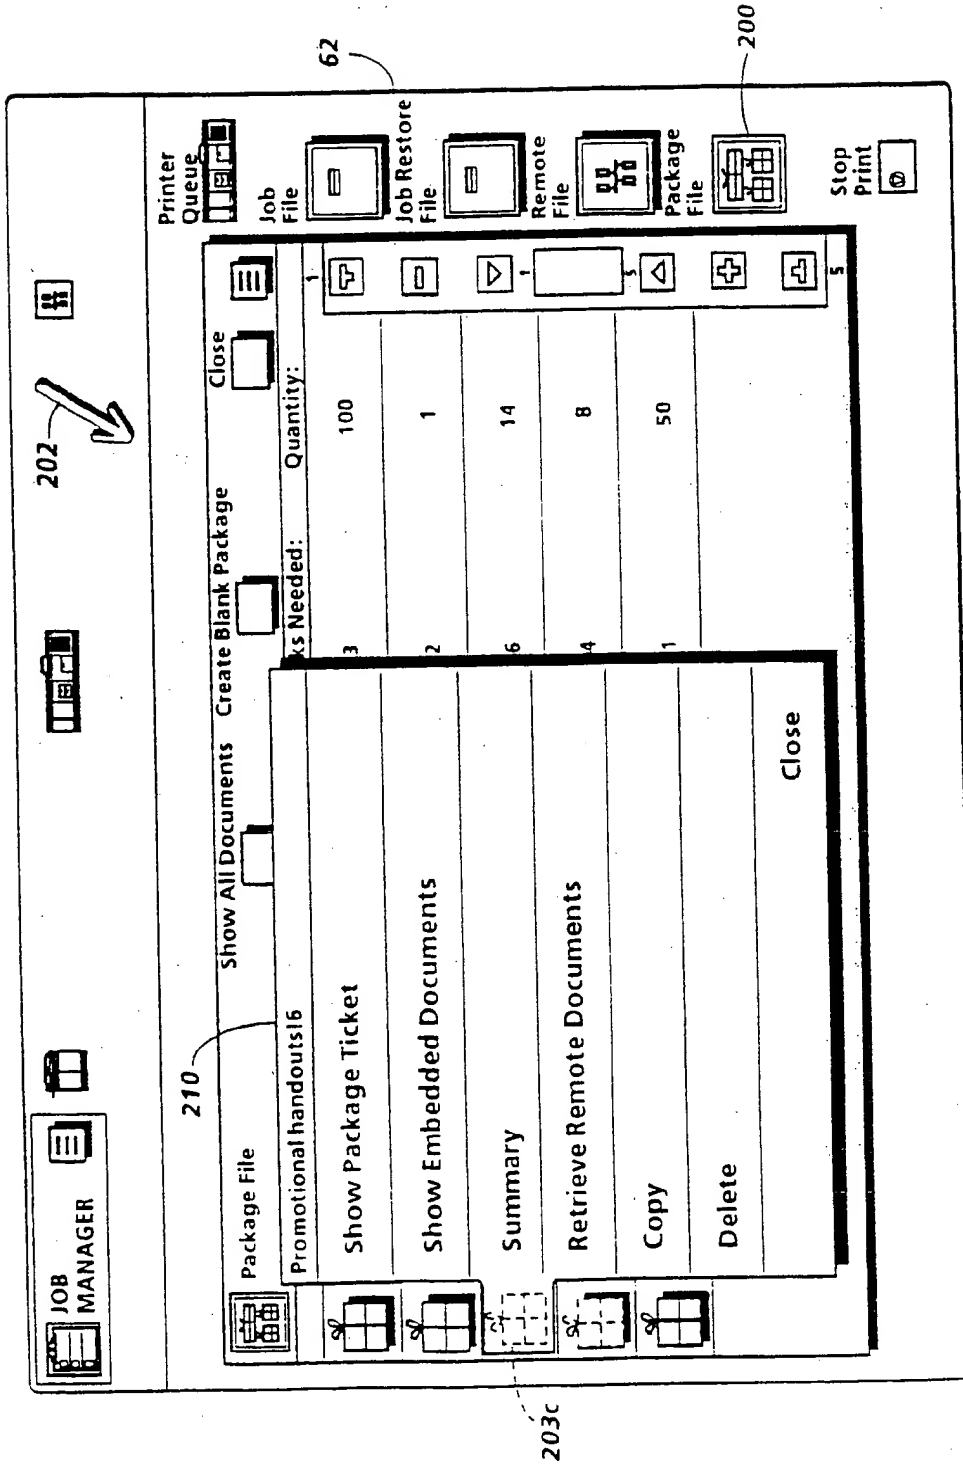 62
200
202
210
203c
JOB
MANAGER
Printer
Queue
Job
File
Job Restore
File
Remote
File
Package
File
Stop
Print
Package File
Show All Documents
Create Blank Package
Close
Promotional handouts16
ks Needed:
Quantity:
Show Package Ticket
3
100
Show Embedded Documents
2
1
Summary
6
14
Retrieve Remote Documents
4
8
Copy
1
50
Delete
Close
1
1
5
5